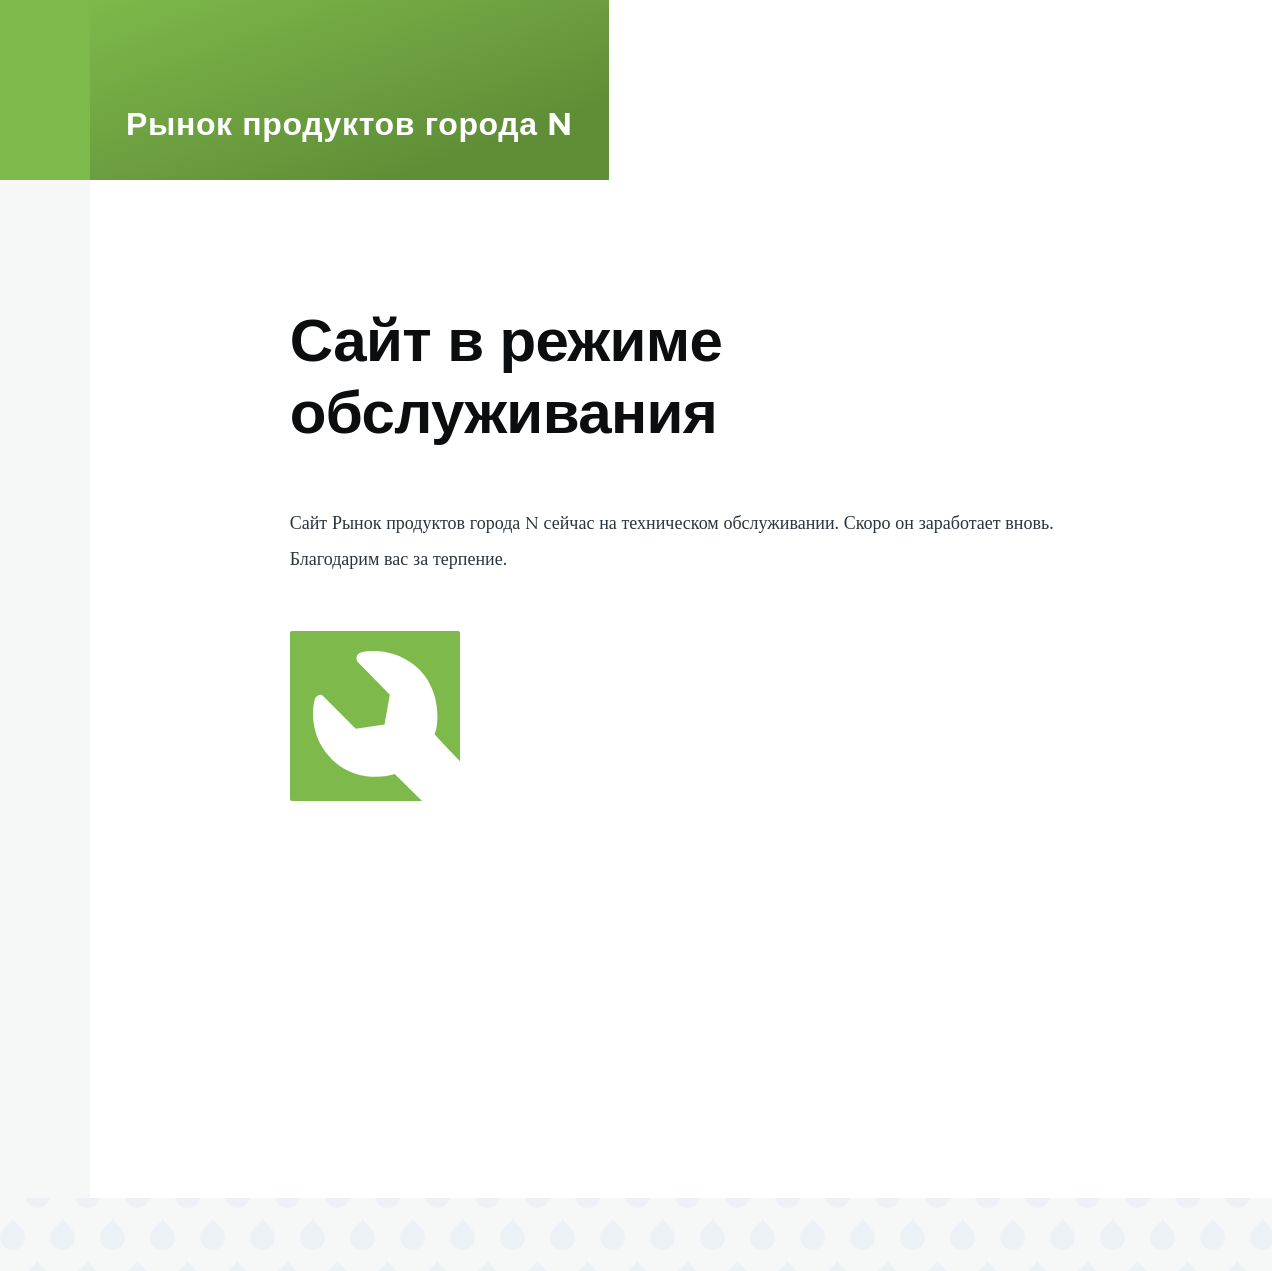 Рынок продуктов города N
Сайт в режиме
обслуживания
Сайт Рынок продуктов города N сейчас на техническом обслуживании. Скоро он заработает вновь.
Благодарим вас за терпение.